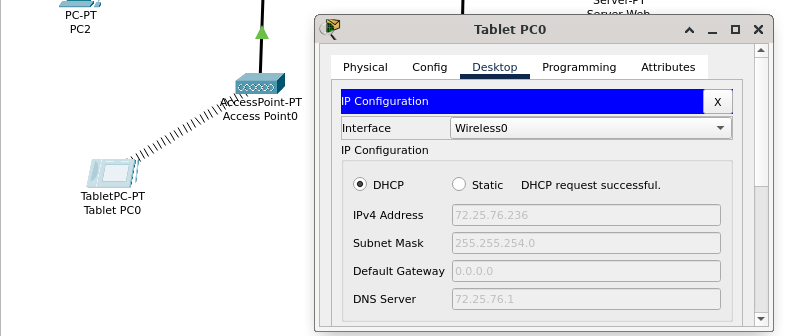 PC-PT
PC2
Server-PT
Server Web
AccessPoint-PT
Access Point0
TabletPC-PT
Tablet PC0
Tablet PC0
Physical Config Desktop Programming Attributes
IP Configuration X
Interface Wireless0
IP Configuration
DHCP Static DHCP request successful.
IPv4 Address 72.25.76.236
Subnet Mask 255.255.254.0
Default Gateway 0.0.0.0
DNS Server 72.25.76.1